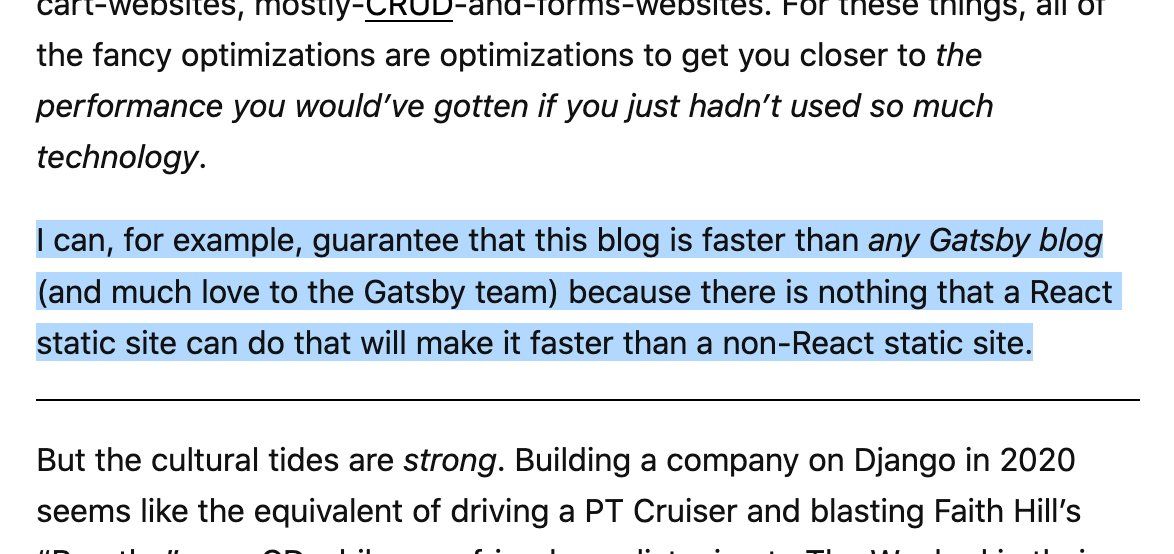 cart-websites, mostly-CRUD-and-forms-websites. For these things, all of
the fancy optimizations are optimizations to get you closer to the
performance you would’ve gotten if you just hadn’t used so much
technology.
I can, for example, guarantee that this blog is faster than any Gatsby blog
(and much love to the Gatsby team) because there is nothing that a React
static site can do that will make it faster than a non-React static site.
But the cultural tides are strong. Building a company on Django in 2020
seems like the equivalent of driving a PT Cruiser and blasting Faith Hill’s